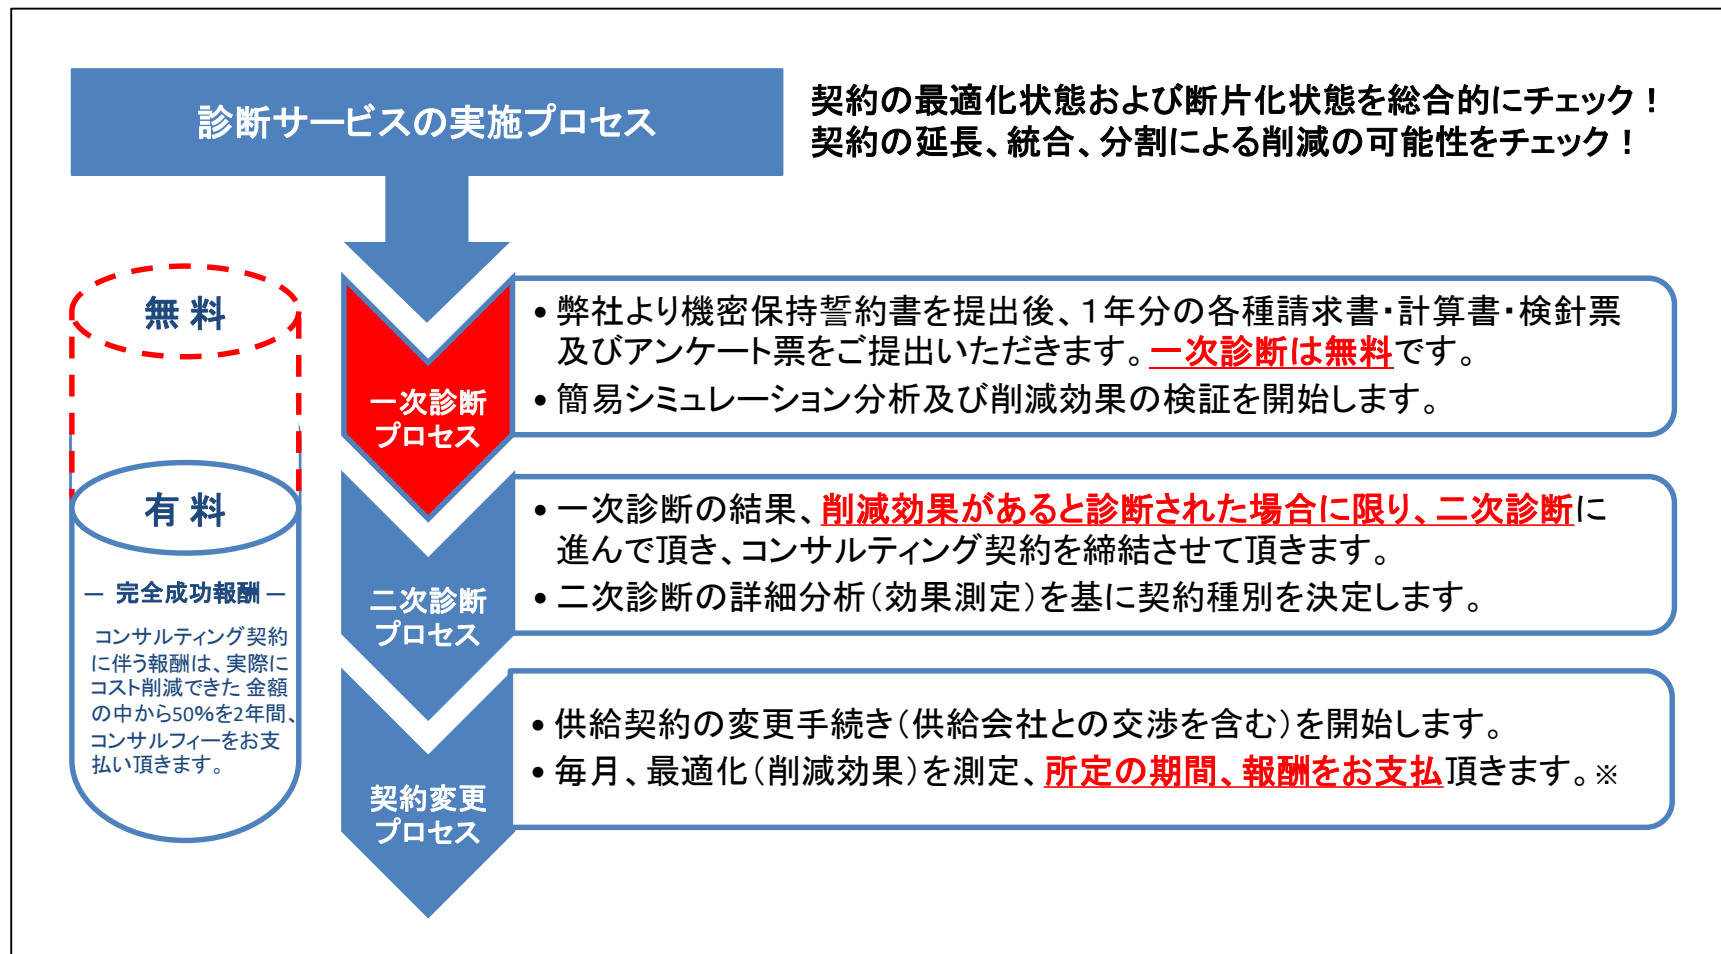 診断サービスの実施プロセス
契約の最適化状態および断片化状態を総合的にチェック！
契約の延長、統合、分割による削減の可能性をチェック！
無 料
一次診断
プロセス
• 弊社より機密保持誓約書を提出後、１年分の各種請求書・計算書・検針票
及びアンケート票をご提出いただきます。一次診断は無料です。
• 簡易シミュレーション分析及び削減効果の検証を開始します。
有 料
― 完全成功報酬 ―
コンサルティング契約
に伴う報酬は、実際に
コスト削減できた 金額
の中から50%を2年間、
コンサルフィーをお支
払い頂きます。
二次診断
プロセス
• 一次診断の結果、削減効果があると診断された場合に限り、二次診断に
進んで頂き、コンサルティング契約を締結させて頂きます。
• 二次診断の詳細分析（効果測定）を基に契約種別を決定します。
契約変更
プロセス
• 供給契約の変更手続き（供給会社との交渉を含む）を開始します。
• 毎月、最適化（削減効果）を測定、所定の期間、報酬をお支払頂きます。※